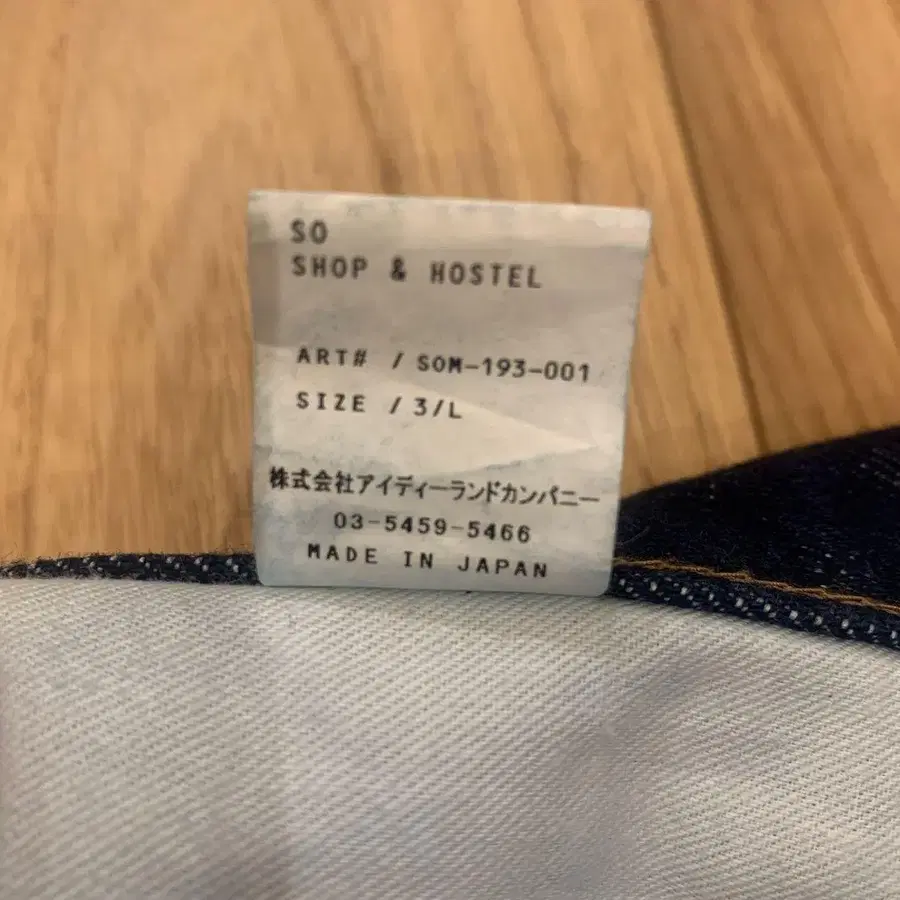 SO
SHOP & HOSTEL
ART# / SOM-193-001
SIZE / 3/L
株式会社アイディーランドカンパニー
03-5459-5466
MADE IN JAPAN